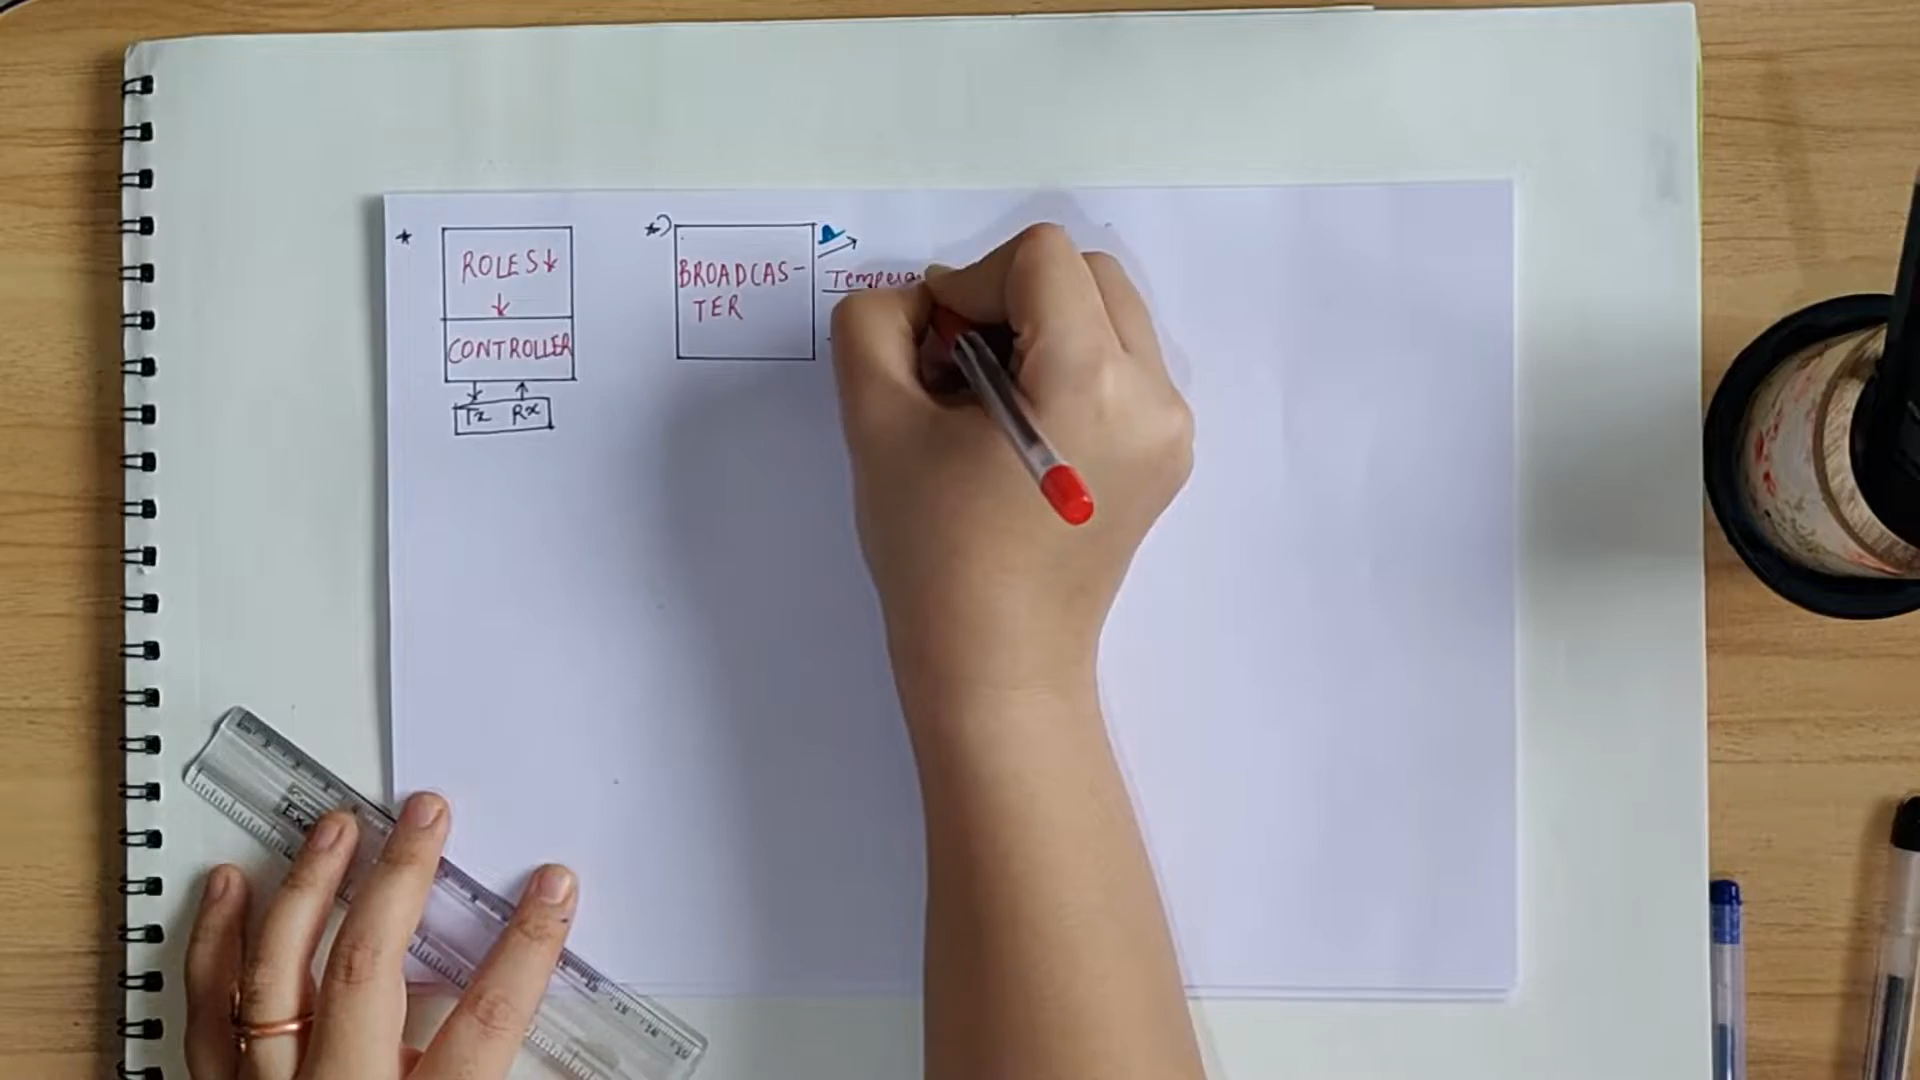 * ROLES↓
↓
CONTROLLER
↓ ↑
Tx Rx
*)
BROADCAS-
TER